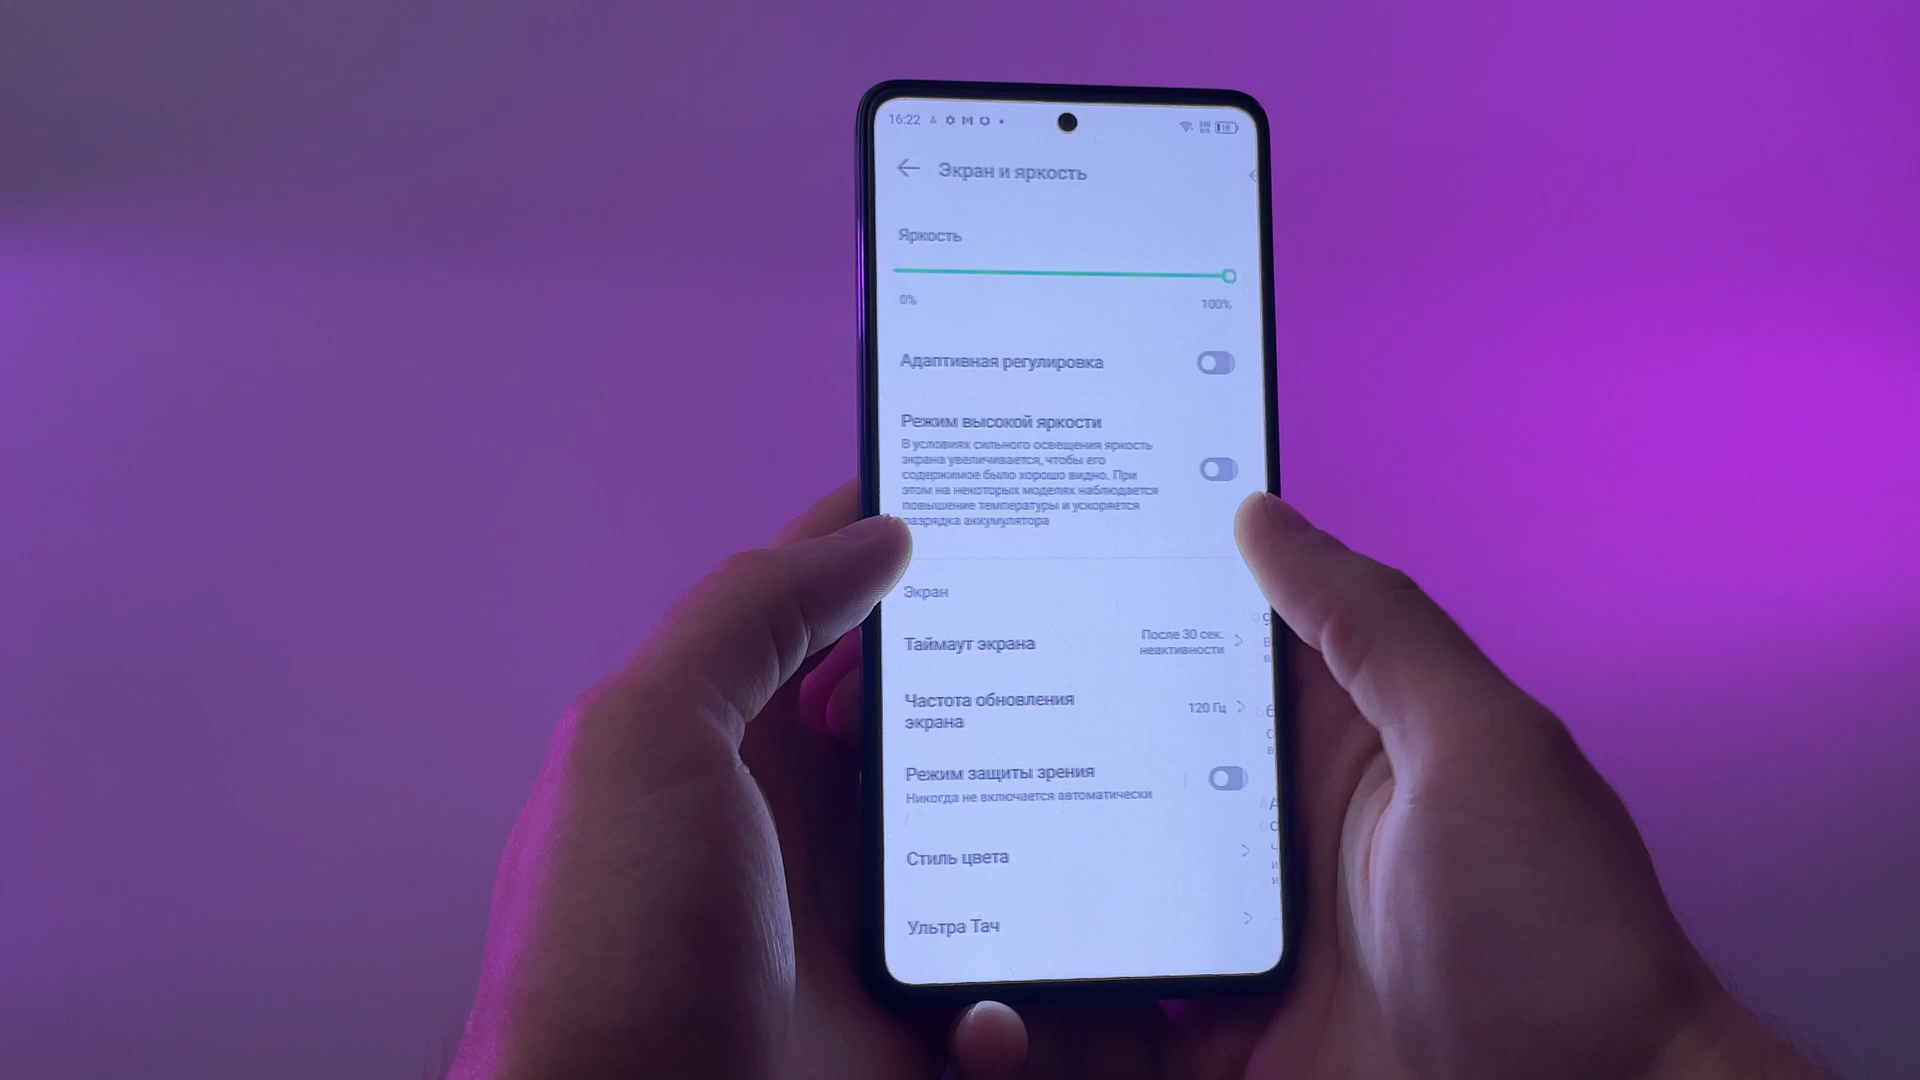 16:22
Экран и яркость
Яркость
0%
100%
Адаптивная регулировка
Режим высокой яркости
В условиях сильного освещения яркость
экрана увеличивается, чтобы его
содержимое было хорошо видно. При
этом на некоторых моделях наблюдается
повышение температуры и ускоряется
разрядка аккумулятора
Экран
Таймаут экрана
После 30 сек.
неактивности
Частота обновления
экрана
120 Гц
Режим защиты зрения
Никогда не включается автоматически
Стиль цвета
Ультра Тач